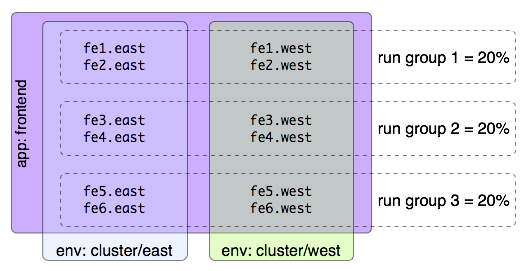 app: frontend
fe1.east
fe2.east
fe1.west
fe2.west
run group 1 = 20%
fe3.east
fe4.east
fe3.west
fe4.west
run group 2 = 20%
fe5.east
fe6.east
fe5.west
fe6.west
run group 3 = 20%
env: cluster/east
env: cluster/west